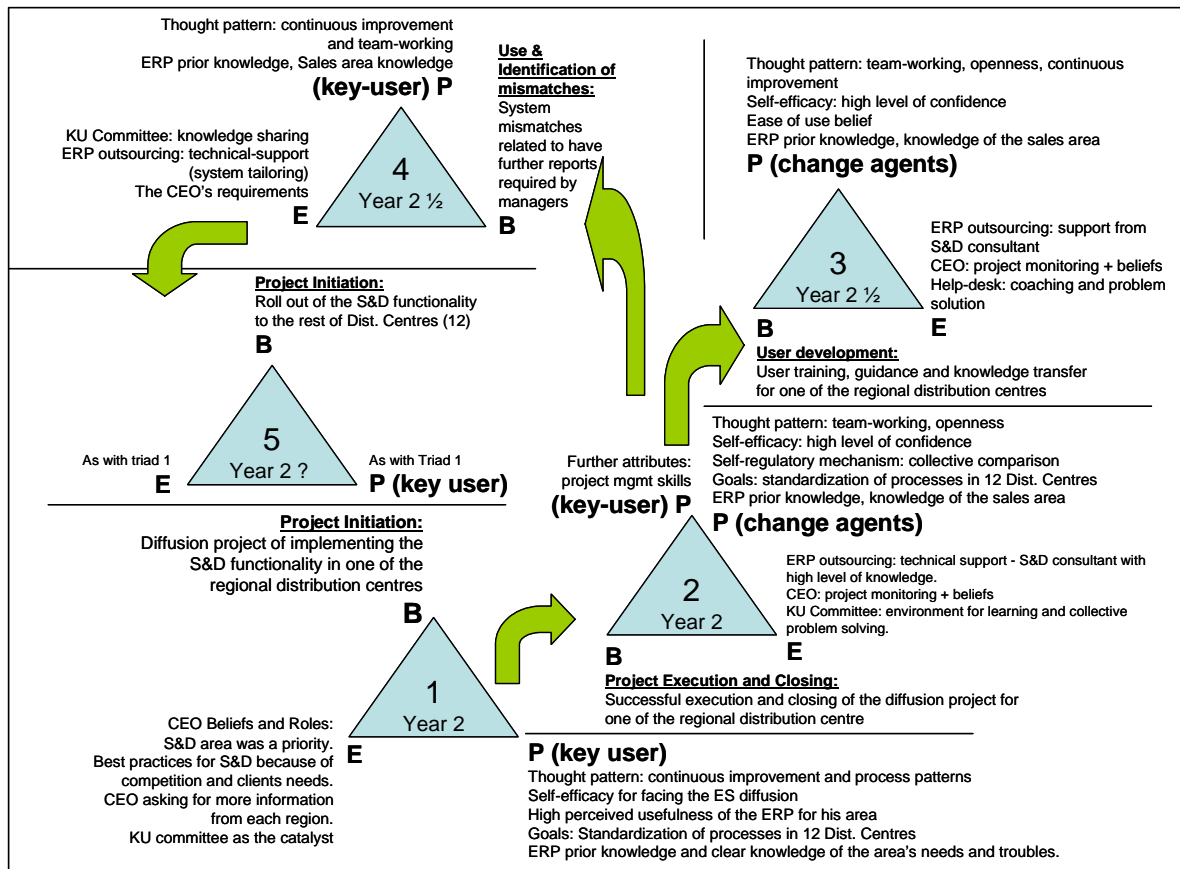 Thought pattern: continuous improvement
and team-working
ERP prior knowledge, Sales area knowledge
(key-user) P
KU Committee: knowledge sharing
ERP outsourcing: technical-support
(system tailoring)
The CEO's requirements
E
4
Year 2 ½
Use &
Identification of
mismatches:
System
mismatches
related to have
further reports
required by
managers
B
Thought pattern: team-working, openness, continuous
improvement
Self-efficacy: high level of confidence
Ease of use belief
ERP prior knowledge, knowledge of the sales area
P (change agents)
3
Year 2 ½
ERP outsourcing: support from
S&D consultant
CEO: project monitoring + beliefs
Help-desk: coaching and problem
solution
E
B
User development:
User training, guidance and knowledge transfer
for one of the regional distribution centres
Project Initiation:
Roll out of the S&D functionality
to the rest of Dist. Centres (12)
B
5
Year 2 ?
As with triad 1
E
As with Triad 1
P (key user)
Further attributes:
project mgmt skills
(key-user) P
Thought pattern: team-working, openness
Self-efficacy: high level of confidence
Self-regulatory mechanism: collective comparison
Goals: standardization of processes in 12 Dist. Centres
ERP prior knowledge, knowledge of the sales area
P (change agents)
2
Year 2
ERP outsourcing: technical support - S&D consultant with
high level of knowledge.
CEO: project monitoring + beliefs
KU Committee: environment for learning and collective
problem solving.
E
B
Project Execution and Closing:
Successful execution and closing of the diffusion project for
one of the regional distribution centre
Project Initiation:
Diffusion project of implementing the
S&D functionality in one of the
regional distribution centres
B
1
Year 2
CEO Beliefs and Roles:
S&D area was a priority.
Best practices for S&D because of
competition and clients needs.
CEO asking for more information
from each region.
KU committee as the catalyst
E
P (key user)
Thought pattern: continuous improvement and process patterns
Self-efficacy for facing the ES diffusion
High perceived usefulness of the ERP for his area
Goals: Standardization of processes in 12 Dist. Centres
ERP prior knowledge and clear knowledge of the area's needs and troubles.